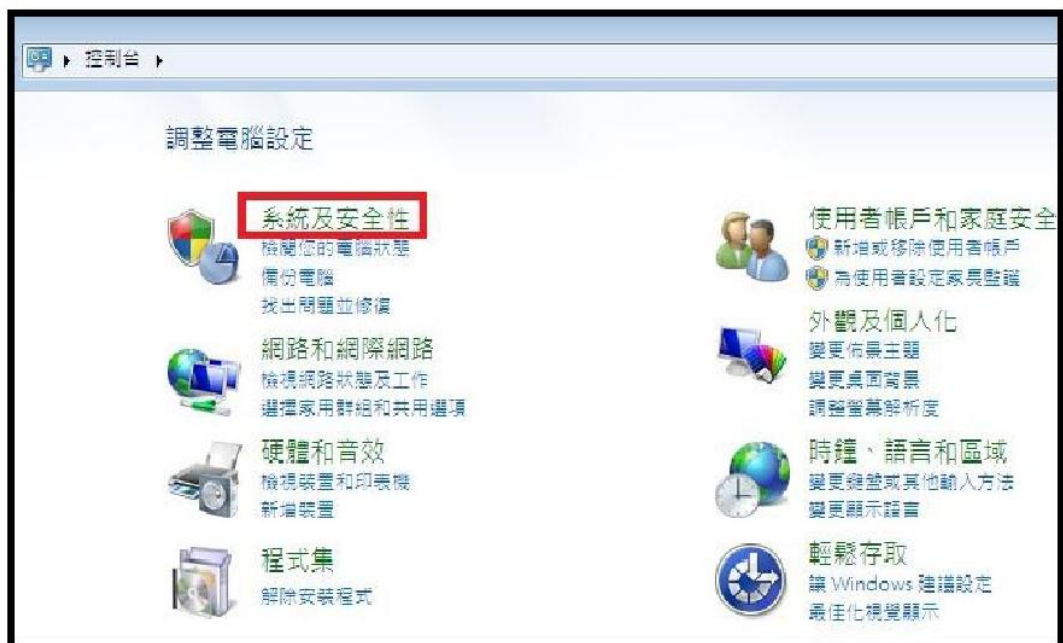 控制台
調整電腦設定
系統及安全性
檢閱您的電腦狀態
備份電腦
找出問題並修復
網路和網際網路
檢視網路狀態及工作
選擇家用群組和共用選項
硬體和音效
檢視裝置和印表機
新增裝置
程式集
解除安裝程式
使用者帳戶和家庭安全
新增或移除使用者帳戶
為使用者設定家長監護
外觀及個人化
變更佈景主題
變更桌面背景
調整螢幕解析度
時鐘、語言和區域
變更鍵盤或其他輸入方法
變更顯示語言
輕鬆存取
讓 Windows 建議設定
最佳化視覺顯示